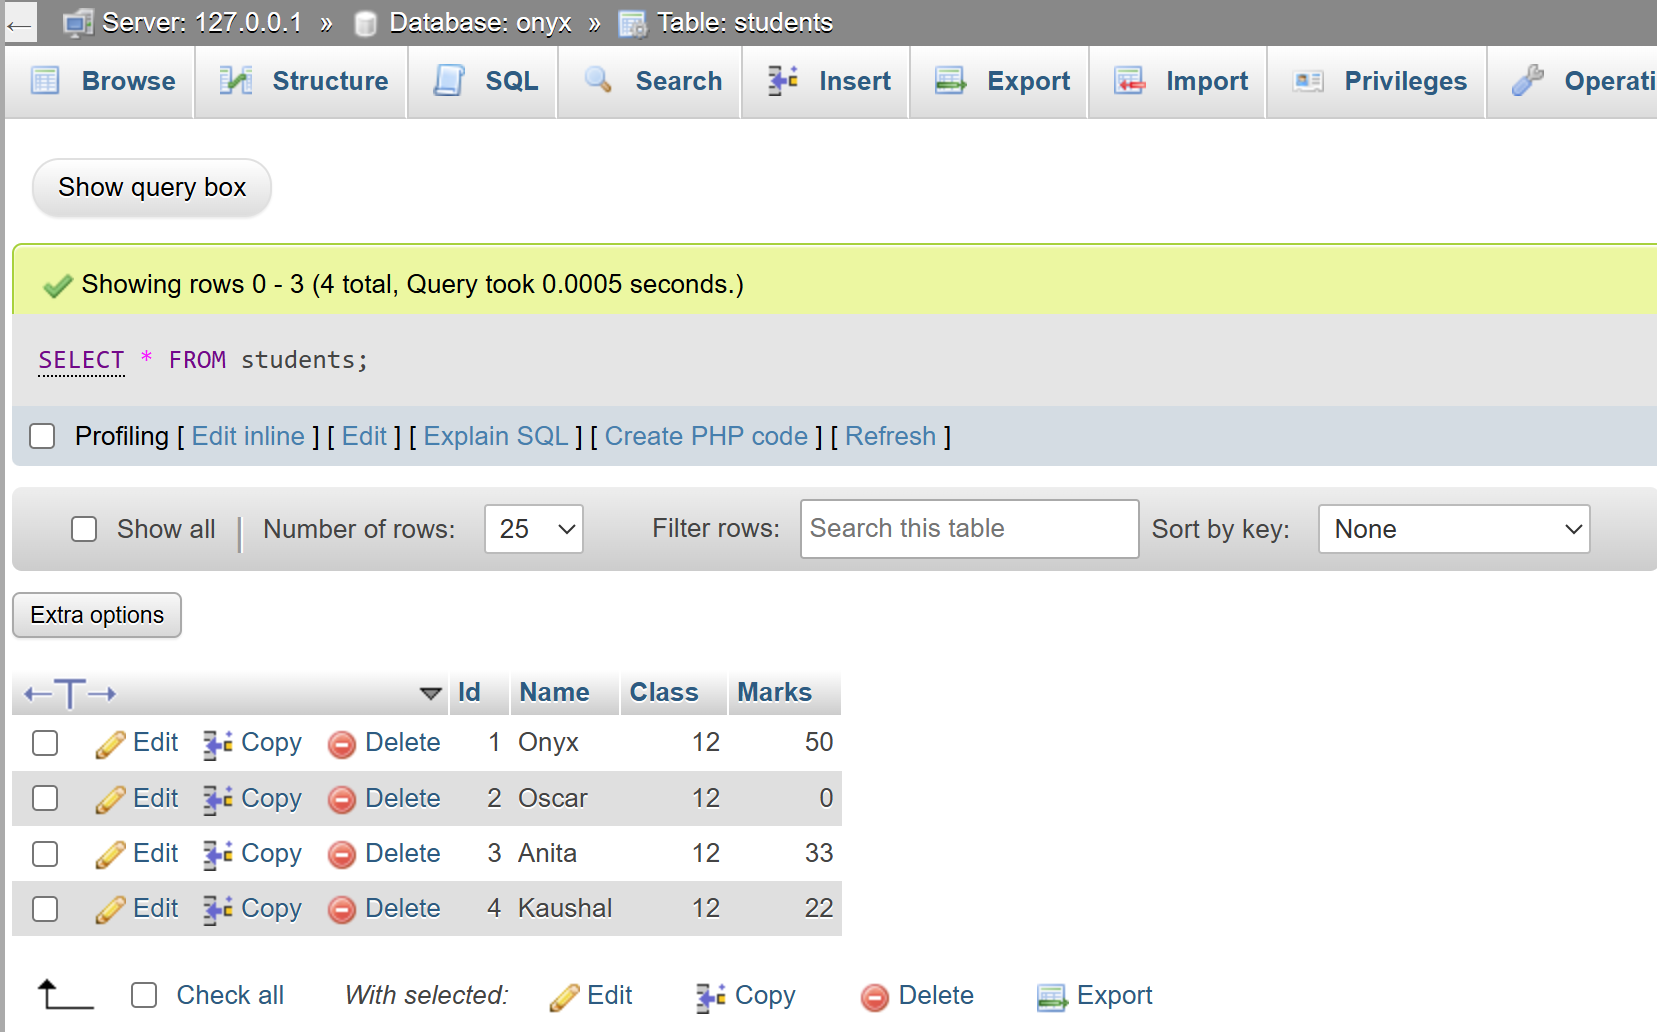 Server: 127.0.0.1 » Database: onyx » Table: students
Browse Structure SQL Search Insert Export Import Privileges Operati
Show query box
Showing rows 0 - 3 (4 total, Query took 0.0005 seconds.)
SELECT * FROM students;
Profiling [ Edit inline ] [ Edit ] [ Explain SQL ] [ Create PHP code ] [ Refresh ]
Show all | Number of rows: 25 Filter rows: Search this table Sort by key: None
Extra options
←T→ Id Name Class Marks
Edit Copy Delete 1 Onyx 12 50
Edit Copy Delete 2 Oscar 12 0
Edit Copy Delete 3 Anita 12 33
Edit Copy Delete 4 Kaushal 12 22
Check all With selected: Edit Copy Delete Export